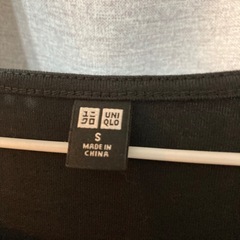 ユニ UNI
クロ QLO
S
MADE IN
CHINA